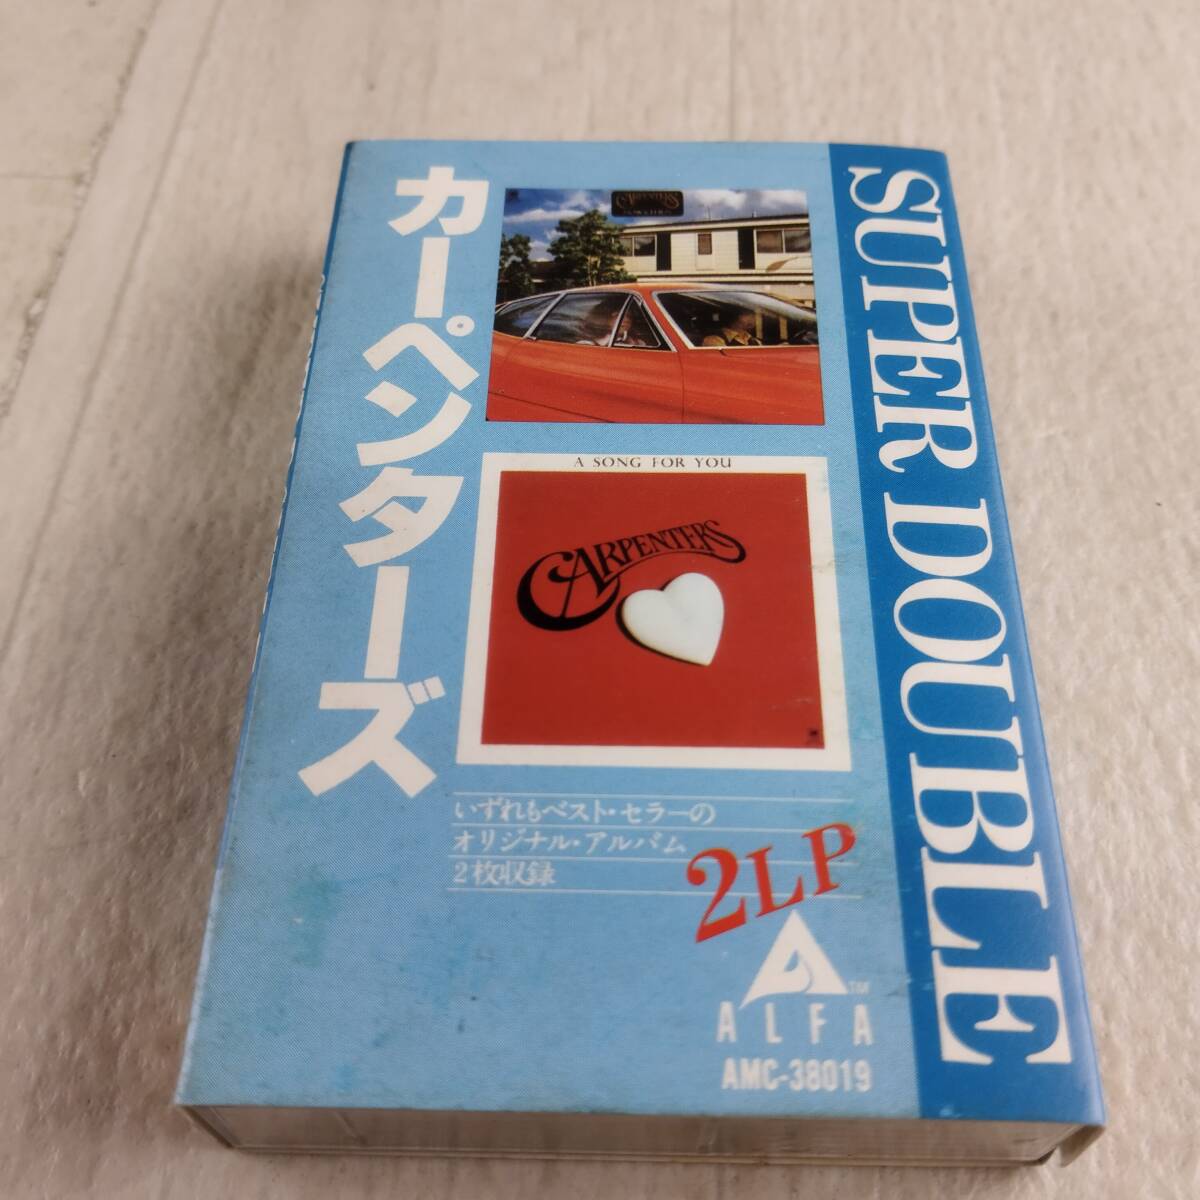 カーペンターズ
CARPENTERS
A SONG FOR YOU
CARPENTERS
いずれもベスト・セラーの
オリジナル・アルバム
2枚収録
2LP
TM
ALFA
AMC-38019
SUPER DOUBLE